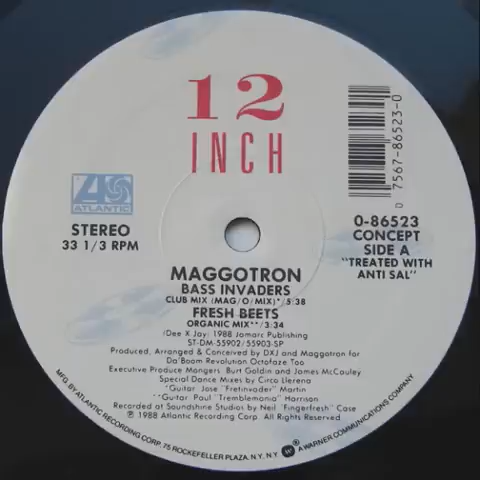 12
INCH
0 7567-86523-0
ATLANTIC
STEREO
33 1/3 RPM
0-86523
CONCEPT
SIDE A
"TREATED WITH
ANTI SAL"
MAGGOTRON
BASS INVADERS
CLUB MIX (MAG/O/MIX)*/5:38
FRESH BEETS
ORGANIC MIX**/3:34
/Dee X Jay/ 1988 Jamarc Publishing
ST-DM-55902/55903-SP
Produced, Arranged & Conceived by DXJ and Maggotron for
Da'Boom Revolution Octofaze Too
Executive Produce Mongers: Burt Goldin and James McCauley
Special Dance Mixes by Circo Llerena
*Guitar: Jose "Fretinvader" Martin
**Guitar: Paul "Tremblemania" Harrison
Recorded at Soundshine Studios by Neil "Fingerfresh" Case
℗ 1988 Atlantic Recording Corp. All Rights Reserved
MFG. BY ATLANTIC RECORDING CORP. 75 ROCKEFELLER PLAZA, N.Y., N.Y. A WARNER COMMUNICATIONS COMPANY